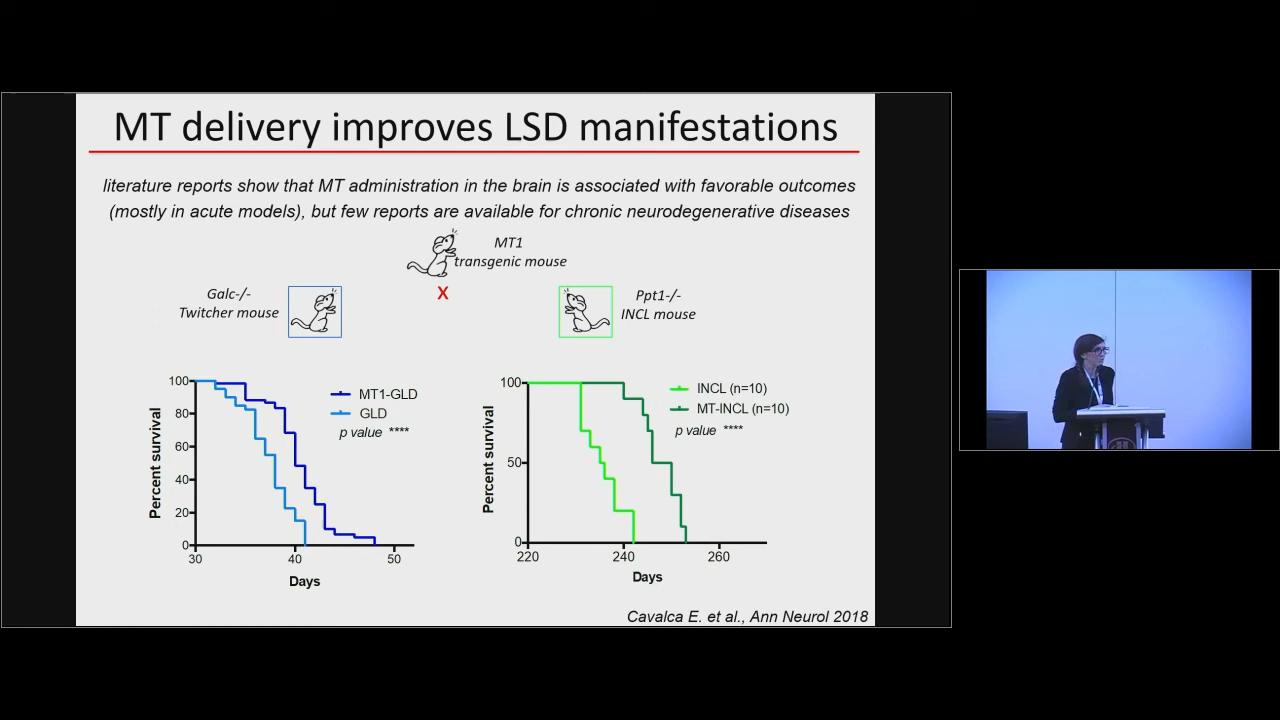 MT delivery improves LSD manifestations
literature reports show that MT administration in the brain is associated with favorable outcomes
(mostly in acute models), but few reports are available for chronic neurodegenerative diseases
MT1
transgenic mouse
X
Galc-/-
Twitcher mouse
Ppt1-/-
INCL mouse
Percent survival
100
80
60
40
20
0
30
40
50
Days
MT1-GLD
GLD
p value ****
Percent survival
100
50
0
220
240
260
Days
INCL (n=10)
MT-INCL (n=10)
p value ****
Cavalca E. et al., Ann Neurol 2018